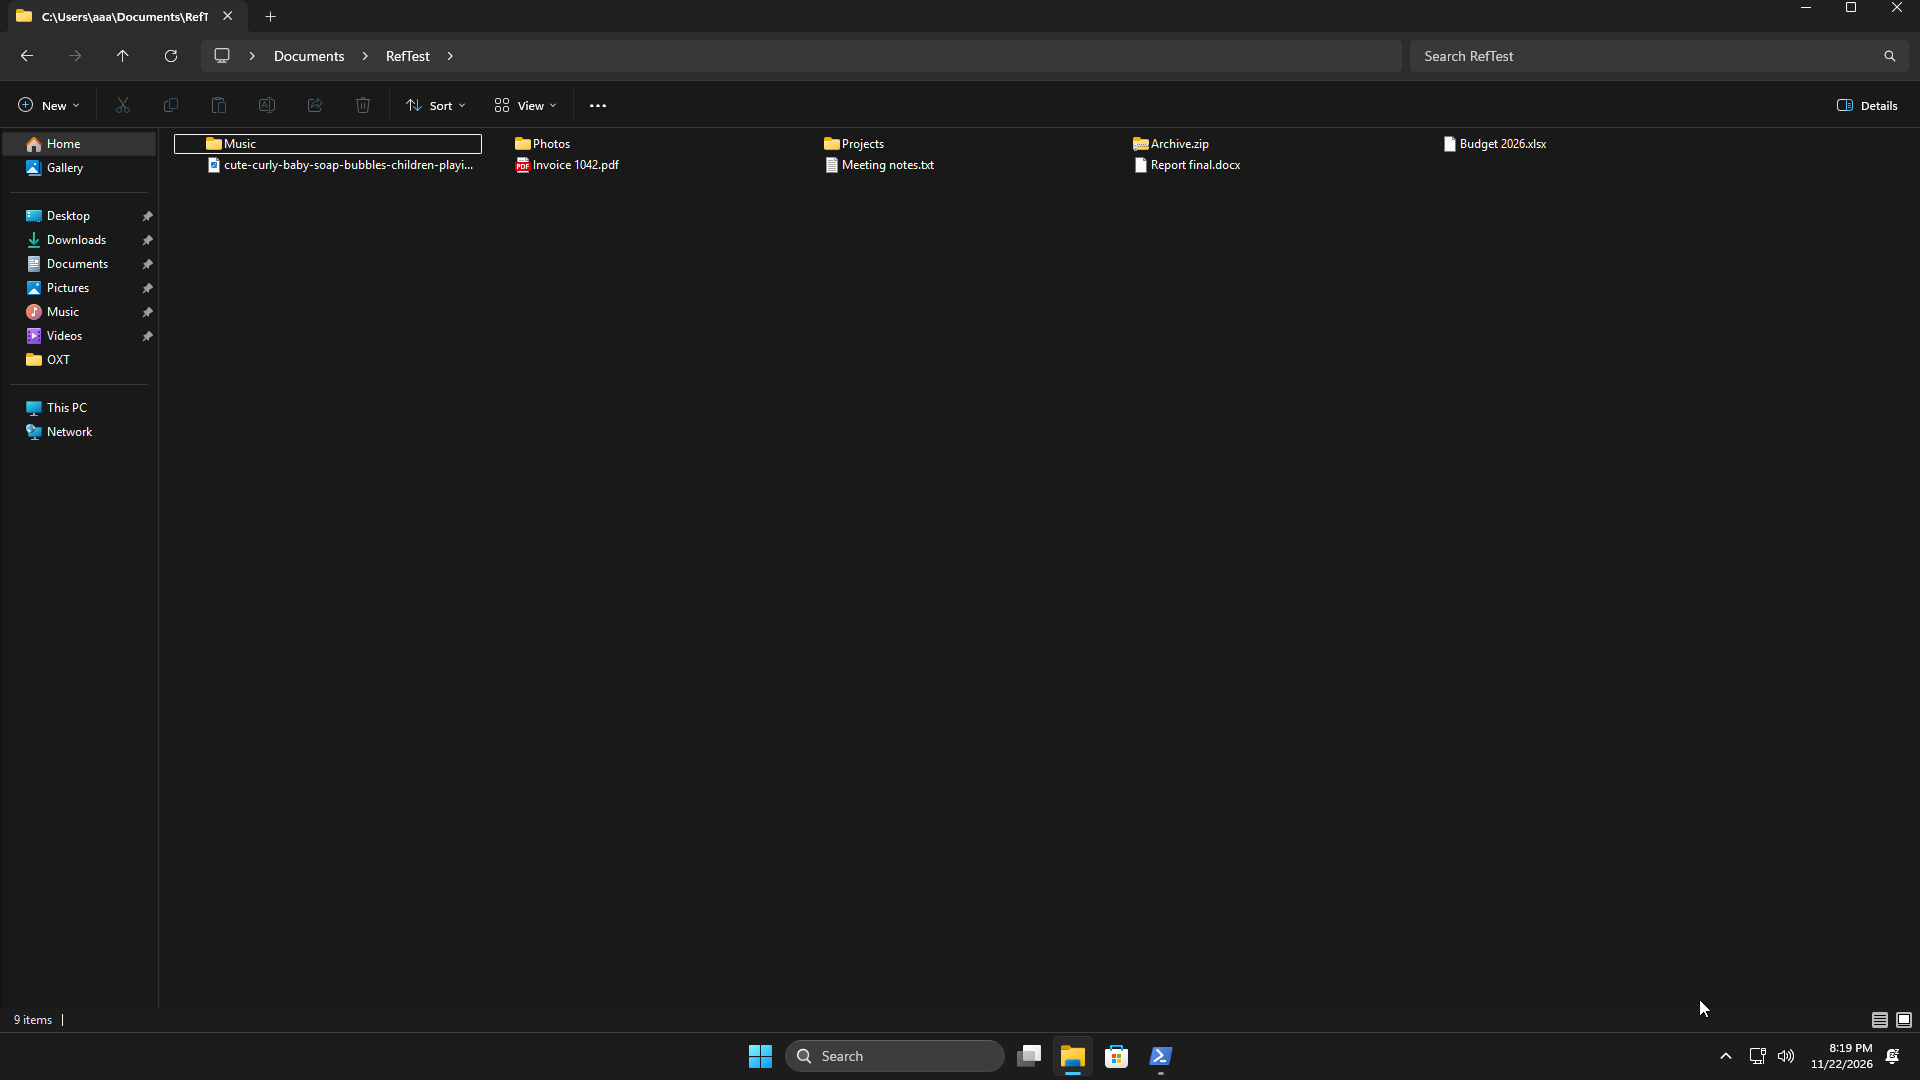 C:\Users\aaa\Documents\RefT
Documents
RefTest
Search RefTest
New
Sort
View
Details
Home
Gallery
Desktop
Downloads
Documents
Pictures
Music
Videos
OXT
This PC
Network
Music
Photos
Projects
Archive.zip
Budget 2026.xlsx
cute-curly-baby-soap-bubbles-children-playi...
Invoice 1042.pdf
Meeting notes.txt
Report final.docx
9 items
Search
8:19 PM
11/22/2026